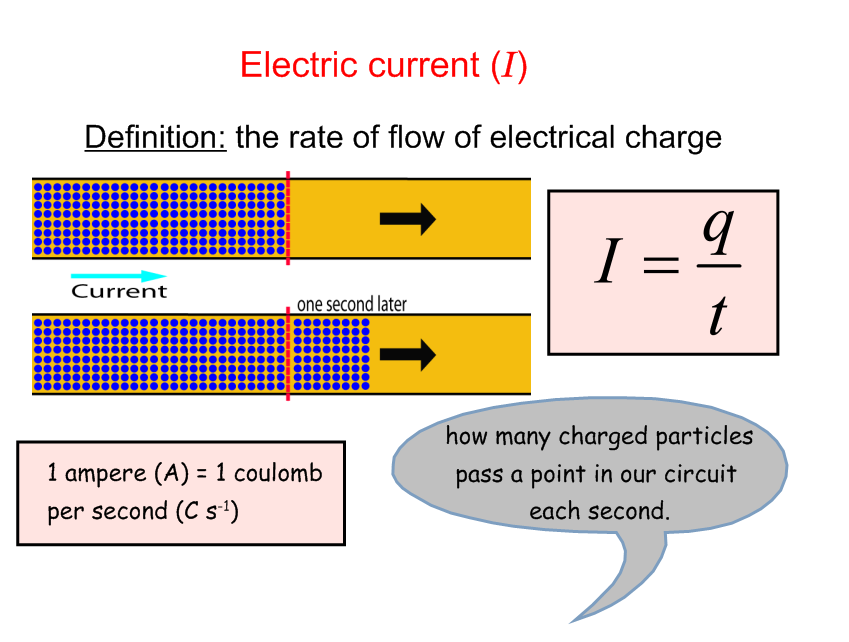 Electric current (I)
Definition: the rate of flow of electrical charge
Current
one second later
I = q/t
1 ampere (A) = 1 coulomb
per second (C s⁻¹)
how many charged particles
pass a point in our circuit
each second.